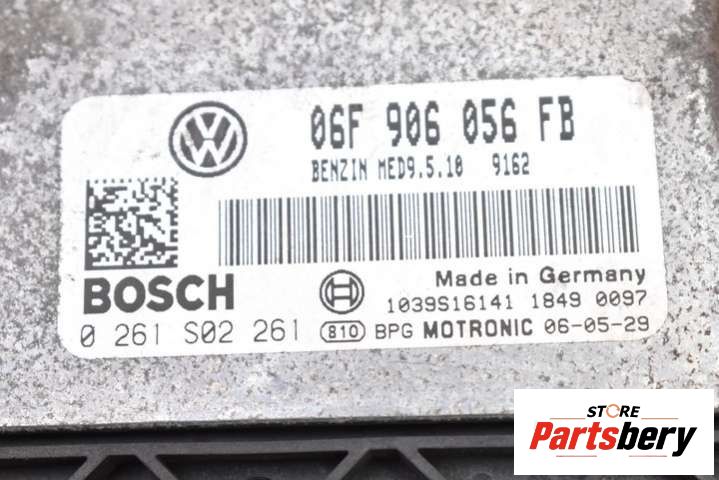 06F 906 056 FB
BENZIN MED9.5.10 9162
BOSCH
Made in Germany
1039S16141 1849 0097
0 261 S02 261 810 BPG MOTRONIC 06-05-29
STORE
Partsbery